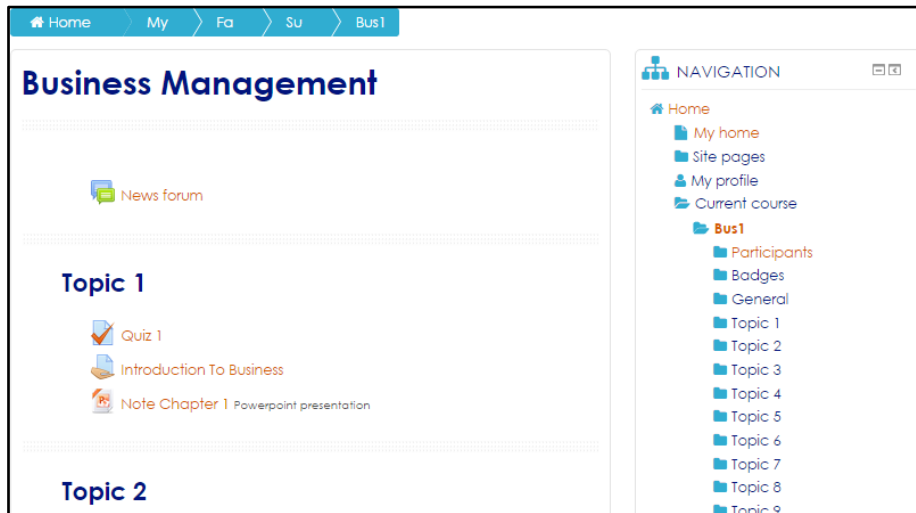 Home My Fa Su Bus1
Business Management
News forum
Topic 1
Quiz 1
Introduction To Business
Note Chapter 1 Powerpoint presentation
Topic 2
NAVIGATION
Home
My home
Site pages
My profile
Current course
Bus1
Participants
Badges
General
Topic 1
Topic 2
Topic 3
Topic 4
Topic 5
Topic 6
Topic 7
Topic 8
Topic 9